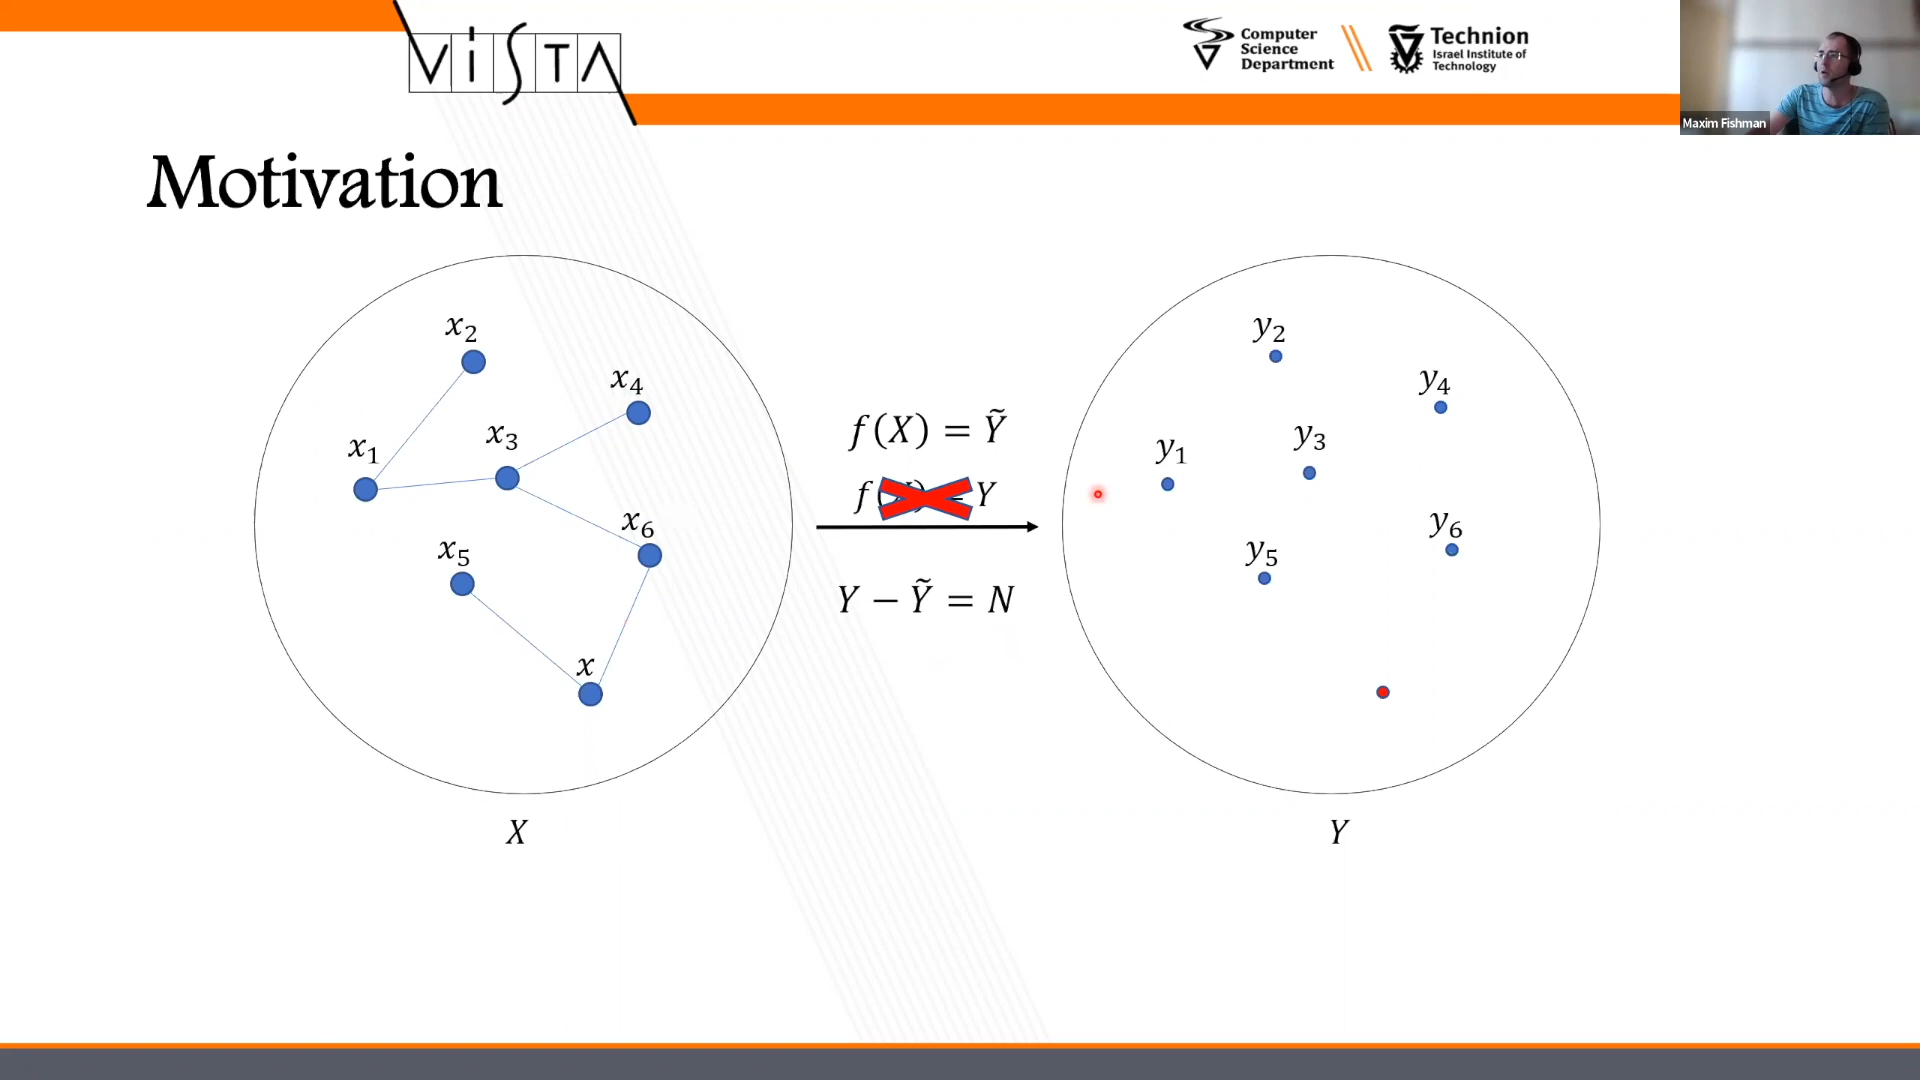 ViSTA
Computer
Science
Department
Technion
Israel Institute of
Technology
Maxim Fishman
Motivation
x₂
x₄
x₁
x₃
x₆
x₅
x
X
f(X) = Ỹ
Y
Y − Ỹ = N
y₂
y₄
y₁
y₃
y₆
y₅
Y